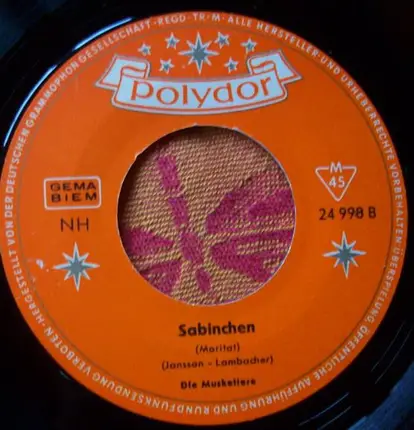 HERGESTELLT VON DER DEUTSCHEN GRAMMOPHON GESELLSCHAFT · REGD · TR · M · ALLE HERSTELLER- UND URHEBERRECHTE VORBEHALTEN · ÜBERSPIELUNG, ÖFFENTLICHE AUFFÜHRUNG UND RUNDFUNKSENDUNG VERBOTEN ·
Polydor
GEMA
BIEM
NH
M
45
24 998 B
Sabinchen
(Moritat)
(Janssan - Lambacher)
Die Musketiere